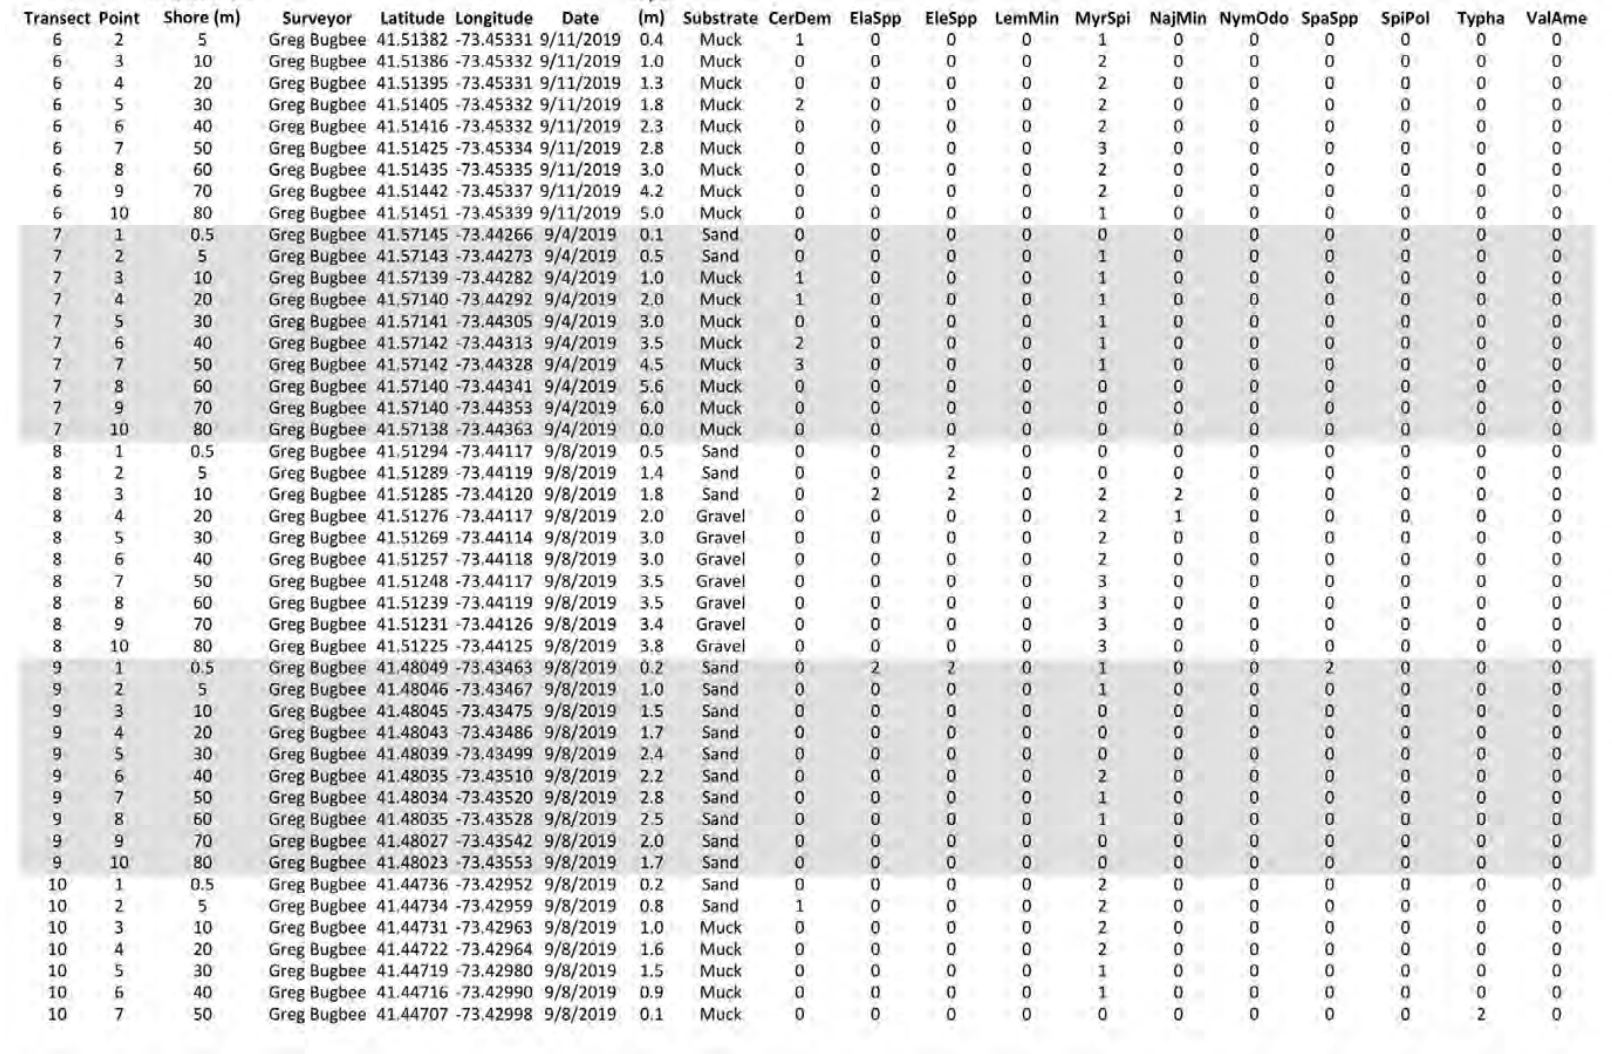 Transect Point Shore (m) Surveyor Latitude Longitude Date (m) Substrate CerDem ElaSpp EleSpp LemMin MyrSpi NajMin NymOdo SpaSpp SpiPol Typha ValAme
6 2 5 Greg Bugbee 41.51382 -73.45331 9/11/2019 0.4 Muck 1 0 0 0 1 0 0 0 0 0 0
6 3 10 Greg Bugbee 41.51386 -73.45332 9/11/2019 1.0 Muck 0 0 0 0 2 0 0 0 0 0 0
6 4 20 Greg Bugbee 41.51395 -73.45331 9/11/2019 1.3 Muck 0 0 0 0 2 0 0 0 0 0 0
6 5 30 Greg Bugbee 41.51405 -73.45332 9/11/2019 1.8 Muck 2 0 0 0 2 0 0 0 0 0 0
6 6 40 Greg Bugbee 41.51416 -73.45332 9/11/2019 2.3 Muck 0 0 0 0 2 0 0 0 0 0 0
6 7 50 Greg Bugbee 41.51425 -73.45334 9/11/2019 2.8 Muck 0 0 0 0 3 0 0 0 0 0 0
6 8 60 Greg Bugbee 41.51435 -73.45335 9/11/2019 3.0 Muck 0 0 0 0 2 0 0 0 0 0 0
6 9 70 Greg Bugbee 41.51442 -73.45337 9/11/2019 4.2 Muck 0 0 0 0 2 0 0 0 0 0 0
6 10 80 Greg Bugbee 41.51451 -73.45339 9/11/2019 5.0 Muck 0 0 0 0 1 0 0 0 0 0 0
7 1 0.5 Greg Bugbee 41.57145 -73.44266 9/4/2019 0.1 Sand 0 0 0 0 0 0 0 0 0 0 0
7 2 5 Greg Bugbee 41.57143 -73.44273 9/4/2019 0.5 Sand 0 0 0 0 1 0 0 0 0 0 0
7 3 10 Greg Bugbee 41.57139 -73.44282 9/4/2019 1.0 Muck 1 0 0 0 1 0 0 0 0 0 0
7 4 20 Greg Bugbee 41.57140 -73.44292 9/4/2019 2.0 Muck 1 0 0 0 1 0 0 0 0 0 0
7 5 30 Greg Bugbee 41.57141 -73.44305 9/4/2019 3.0 Muck 0 0 0 0 1 0 0 0 0 0 0
7 6 40 Greg Bugbee 41.57142 -73.44313 9/4/2019 3.5 Muck 2 0 0 0 1 0 0 0 0 0 0
7 7 50 Greg Bugbee 41.57142 -73.44328 9/4/2019 4.5 Muck 3 0 0 0 1 0 0 0 0 0 0
7 8 60 Greg Bugbee 41.57140 -73.44341 9/4/2019 5.6 Muck 0 0 0 0 0 0 0 0 0 0 0
7 9 70 Greg Bugbee 41.57140 -73.44353 9/4/2019 6.0 Muck 0 0 0 0 0 0 0 0 0 0 0
7 10 80 Greg Bugbee 41.57138 -73.44363 9/4/2019 0.0 Muck 0 0 0 0 0 0 0 0 0 0 0
8 1 0.5 Greg Bugbee 41.51294 -73.44117 9/8/2019 0.5 Sand 0 0 2 0 0 0 0 0 0 0 0
8 2 5 Greg Bugbee 41.51289 -73.44119 9/8/2019 1.4 Sand 0 0 2 0 0 0 0 0 0 0 0
8 3 10 Greg Bugbee 41.51285 -73.44120 9/8/2019 1.8 Sand 0 2 2 0 2 2 0 0 0 0 0
8 4 20 Greg Bugbee 41.51276 -73.44117 9/8/2019 2.0 Gravel 0 0 0 0 2 1 0 0 0 0 0
8 5 30 Greg Bugbee 41.51269 -73.44114 9/8/2019 3.0 Gravel 0 0 0 0 2 0 0 0 0 0 0
8 6 40 Greg Bugbee 41.51257 -73.44118 9/8/2019 3.0 Gravel 0 0 0 0 2 0 0 0 0 0 0
8 7 50 Greg Bugbee 41.51248 -73.44117 9/8/2019 3.5 Gravel 0 0 0 0 3 0 0 0 0 0 0
8 8 60 Greg Bugbee 41.51239 -73.44119 9/8/2019 3.5 Gravel 0 0 0 0 3 0 0 0 0 0 0
8 9 70 Greg Bugbee 41.51231 -73.44126 9/8/2019 3.4 Gravel 0 0 0 0 3 0 0 0 0 0 0
8 10 80 Greg Bugbee 41.51225 -73.44125 9/8/2019 3.8 Gravel 0 0 0 0 3 0 0 0 0 0 0
9 1 0.5 Greg Bugbee 41.48049 -73.43463 9/8/2019 0.2 Sand 0 2 2 0 1 0 0 2 0 0 0
9 2 5 Greg Bugbee 41.48046 -73.43467 9/8/2019 1.0 Sand 0 0 0 0 1 0 0 0 0 0 0
9 3 10 Greg Bugbee 41.48045 -73.43475 9/8/2019 1.5 Sand 0 0 0 0 0 0 0 0 0 0 0
9 4 20 Greg Bugbee 41.48043 -73.43486 9/8/2019 1.7 Sand 0 0 0 0 0 0 0 0 0 0 0
9 5 30 Greg Bugbee 41.48039 -73.43499 9/8/2019 2.4 Sand 0 0 0 0 0 0 0 0 0 0 0
9 6 40 Greg Bugbee 41.48035 -73.43510 9/8/2019 2.2 Sand 0 0 0 0 2 0 0 0 0 0 0
9 7 50 Greg Bugbee 41.48034 -73.43520 9/8/2019 2.8 Sand 0 0 0 0 1 0 0 0 0 0 0
9 8 60 Greg Bugbee 41.48035 -73.43528 9/8/2019 2.5 Sand 0 0 0 0 1 0 0 0 0 0 0
9 9 70 Greg Bugbee 41.48027 -73.43542 9/8/2019 2.0 Sand 0 0 0 0 0 0 0 0 0 0 0
9 10 80 Greg Bugbee 41.48023 -73.43553 9/8/2019 1.7 Sand 0 0 0 0 0 0 0 0 0 0 0
10 1 0.5 Greg Bugbee 41.44736 -73.42952 9/8/2019 0.2 Sand 0 0 0 0 2 0 0 0 0 0 0
10 2 5 Greg Bugbee 41.44734 -73.42959 9/8/2019 0.8 Sand 1 0 0 0 2 0 0 0 0 0 0
10 3 10 Greg Bugbee 41.44731 -73.42963 9/8/2019 1.0 Muck 0 0 0 0 2 0 0 0 0 0 0
10 4 20 Greg Bugbee 41.44722 -73.42964 9/8/2019 1.6 Muck 0 0 0 0 2 0 0 0 0 0 0
10 5 30 Greg Bugbee 41.44719 -73.42980 9/8/2019 1.5 Muck 0 0 0 0 1 0 0 0 0 0 0
10 6 40 Greg Bugbee 41.44716 -73.42990 9/8/2019 0.9 Muck 0 0 0 0 1 0 0 0 0 0 0
10 7 50 Greg Bugbee 41.44707 -73.42998 9/8/2019 0.1 Muck 0 0 0 0 0 0 0 0 0 2 0